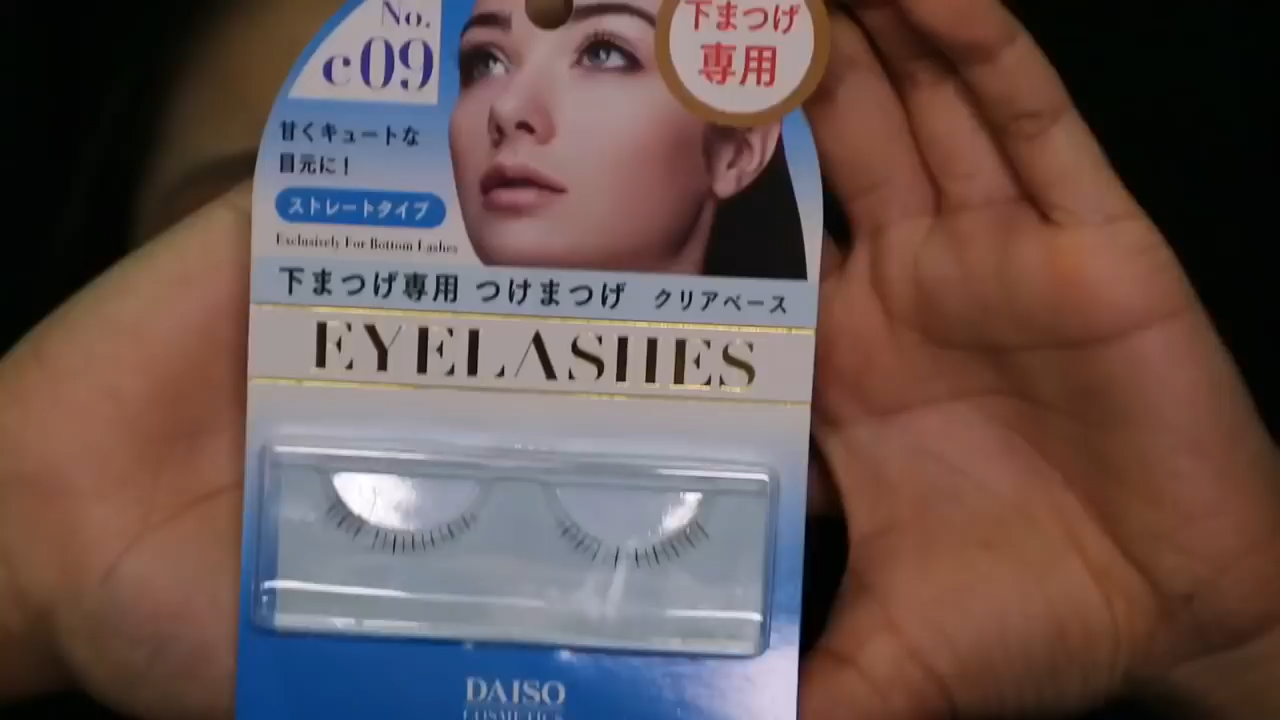 No.
c09
下まつげ
専用
甘くキュートな
目元に!
ストレートタイプ
Exclusively For Bottom Lashes
下まつげ専用 つけまつげ クリアベース
EYELASHES
DAISO
COSMETICS